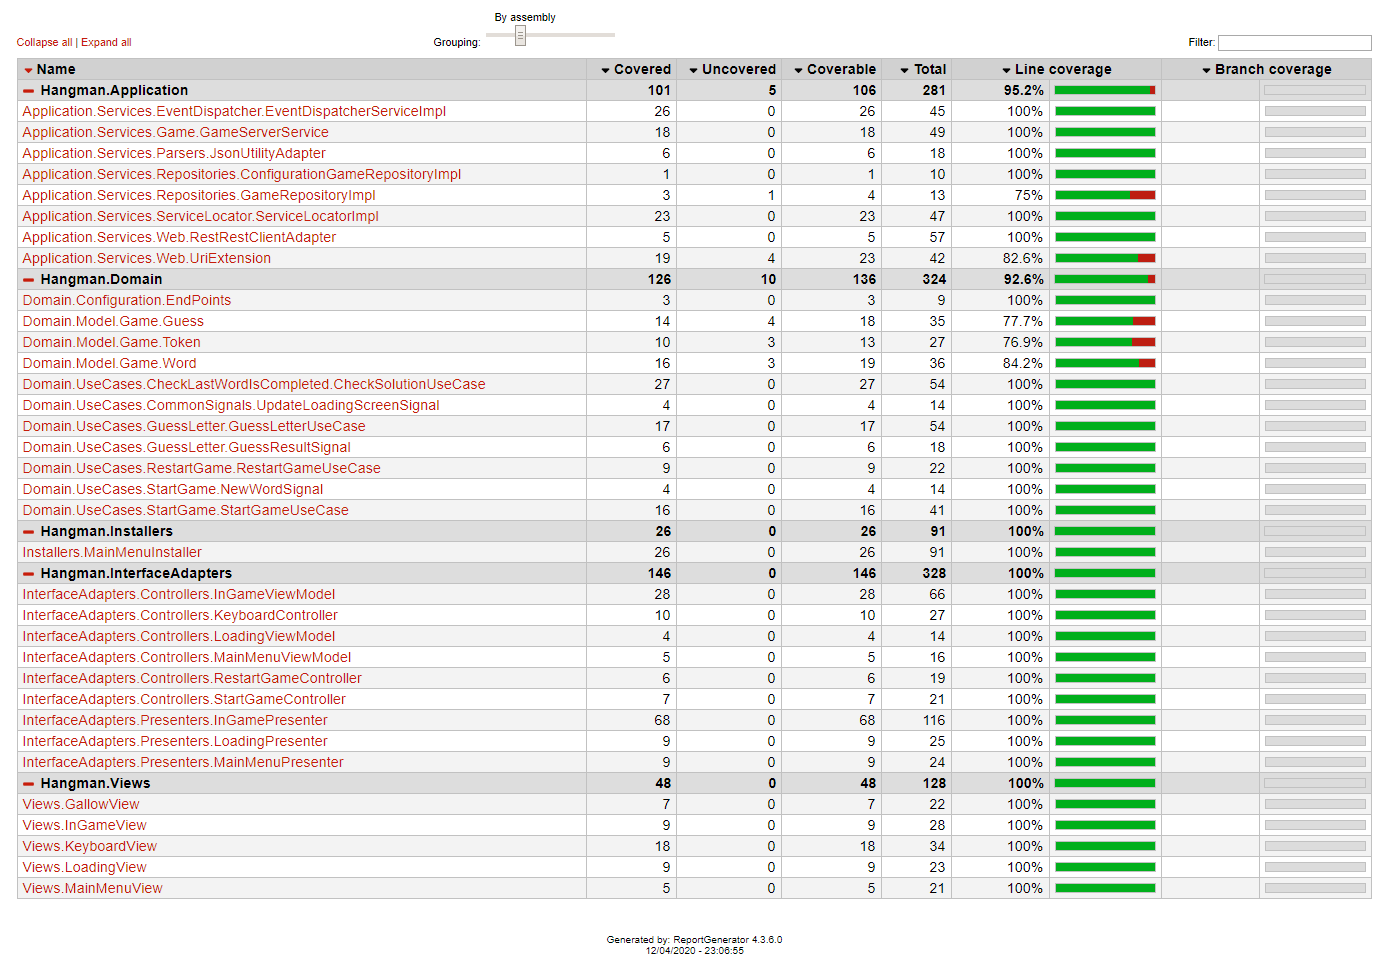 By assembly
Collapse all | Expand all Grouping: Filter:
Name Covered Uncovered Coverable Total Line coverage Branch coverage
Hangman.Application 101 5 106 281 95.2%
Application.Services.EventDispatcher.EventDispatcherServiceImpl 26 0 26 45 100%
Application.Services.Game.GameServerService 18 0 18 49 100%
Application.Services.Parsers.JsonUtilityAdapter 6 0 6 18 100%
Application.Services.Repositories.ConfigurationGameRepositoryImpl 1 0 1 10 100%
Application.Services.Repositories.GameRepositoryImpl 3 1 4 13 75%
Application.Services.ServiceLocator.ServiceLocatorImpl 23 0 23 47 100%
Application.Services.Web.RestRestClientAdapter 5 0 5 57 100%
Application.Services.Web.UriExtension 19 4 23 42 82.6%
Hangman.Domain 126 10 136 324 92.6%
Domain.Configuration.EndPoints 3 0 3 9 100%
Domain.Model.Game.Guess 14 4 18 35 77.7%
Domain.Model.Game.Token 10 3 13 27 76.9%
Domain.Model.Game.Word 16 3 19 36 84.2%
Domain.UseCases.CheckLastWordIsCompleted.CheckSolutionUseCase 27 0 27 54 100%
Domain.UseCases.CommonSignals.UpdateLoadingScreenSignal 4 0 4 14 100%
Domain.UseCases.GuessLetter.GuessLetterUseCase 17 0 17 54 100%
Domain.UseCases.GuessLetter.GuessResultSignal 6 0 6 18 100%
Domain.UseCases.RestartGame.RestartGameUseCase 9 0 9 22 100%
Domain.UseCases.StartGame.NewWordSignal 4 0 4 14 100%
Domain.UseCases.StartGame.StartGameUseCase 16 0 16 41 100%
Hangman.Installers 26 0 26 91 100%
Installers.MainMenuInstaller 26 0 26 91 100%
Hangman.InterfaceAdapters 146 0 146 328 100%
InterfaceAdapters.Controllers.InGameViewModel 28 0 28 66 100%
InterfaceAdapters.Controllers.KeyboardController 10 0 10 27 100%
InterfaceAdapters.Controllers.LoadingViewModel 4 0 4 14 100%
InterfaceAdapters.Controllers.MainMenuViewModel 5 0 5 16 100%
InterfaceAdapters.Controllers.RestartGameController 6 0 6 19 100%
InterfaceAdapters.Controllers.StartGameController 7 0 7 21 100%
InterfaceAdapters.Presenters.InGamePresenter 68 0 68 116 100%
InterfaceAdapters.Presenters.LoadingPresenter 9 0 9 25 100%
InterfaceAdapters.Presenters.MainMenuPresenter 9 0 9 24 100%
Hangman.Views 48 0 48 128 100%
Views.GallowView 7 0 7 22 100%
Views.InGameView 9 0 9 28 100%
Views.KeyboardView 18 0 18 34 100%
Views.LoadingView 9 0 9 23 100%
Views.MainMenuView 5 0 5 21 100%
Generated by: ReportGenerator 4.3.6.0
12/04/2020 - 23:06:55